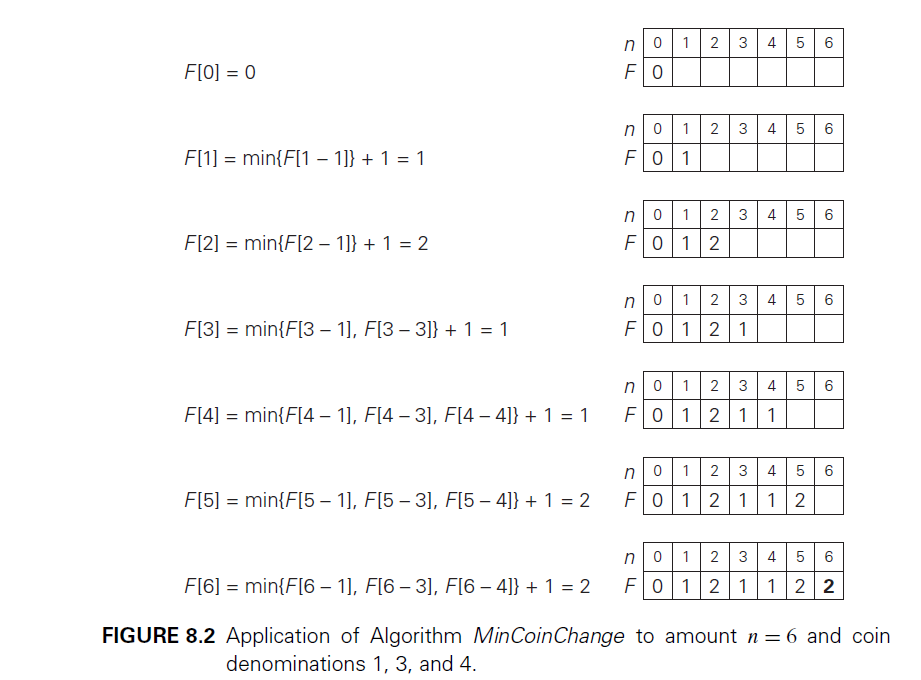 n 0 1 2 3 4 5 6
F[0] = 0 F 0
n 0 1 2 3 4 5 6
F[1] = min{F[1 – 1]} + 1 = 1 F 0 1
n 0 1 2 3 4 5 6
F[2] = min{F[2 – 1]} + 1 = 2 F 0 1 2
n 0 1 2 3 4 5 6
F[3] = min{F[3 – 1], F[3 – 3]} + 1 = 1 F 0 1 2 1
n 0 1 2 3 4 5 6
F[4] = min{F[4 – 1], F[4 – 3], F[4 – 4]} + 1 = 1 F 0 1 2 1 1
n 0 1 2 3 4 5 6
F[5] = min{F[5 – 1], F[5 – 3], F[5 – 4]} + 1 = 2 F 0 1 2 1 1 2
n 0 1 2 3 4 5 6
F[6] = min{F[6 – 1], F[6 – 3], F[6 – 4]} + 1 = 2 F 0 1 2 1 1 2 2
FIGURE 8.2 Application of Algorithm MinCoinChange to amount n = 6 and coin
denominations 1, 3, and 4.